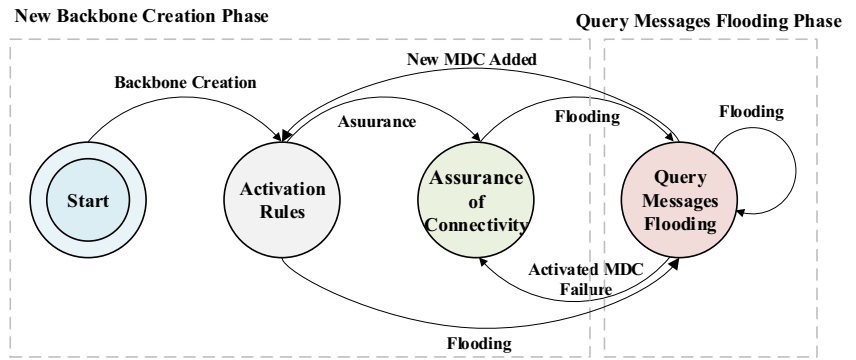 New Backbone Creation Phase
Query Messages Flooding Phase
New MDC Added
Backbone Creation
Asuurance
Flooding
Flooding
Start
Activation
Rules
Assurance
of
Connectivity
Query
Messages
Flooding
Activated MDC
Failure
Flooding